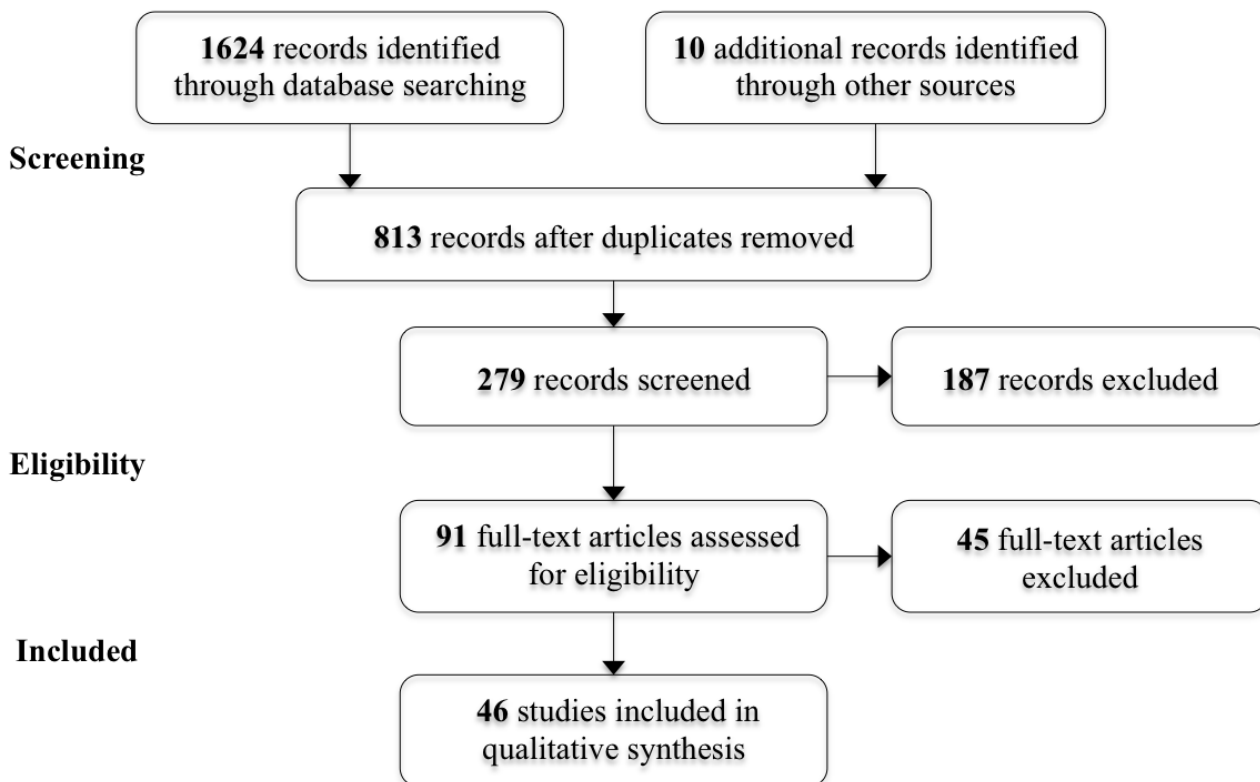 1624 records identified
through database searching
10 additional records identified
through other sources
Screening
813 records after duplicates removed
279 records screened
187 records excluded
Eligibility
91 full-text articles assessed
for eligibility
45 full-text articles
excluded
Included
46 studies included in
qualitative synthesis